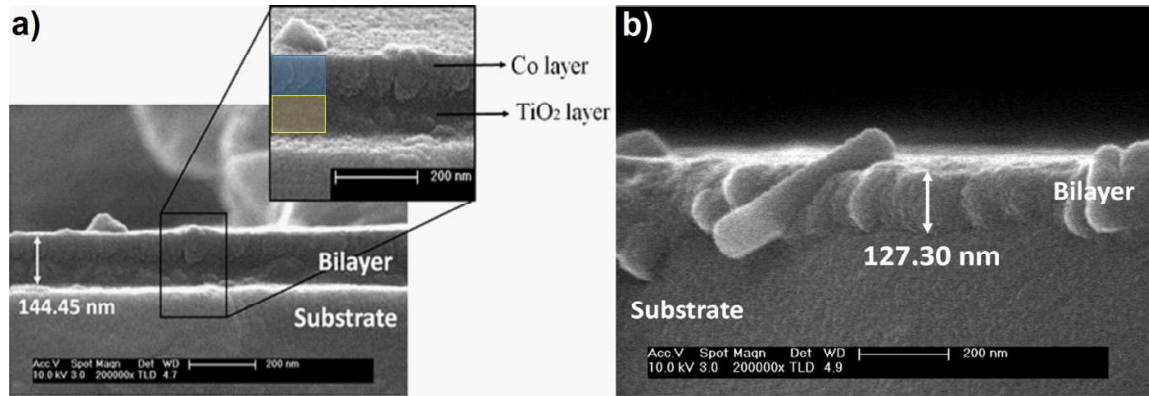 a)
Co layer
TiO₂ layer
200 nm
Bilayer
144.45 nm
Substrate
Acc.V Spot Magn Det WD
10.0 kV 3.0 200000x TLD 4.7
200 nm
b)
Bilayer
127.30 nm
Substrate
Acc.V Spot Magn Det WD
10.0 kV 3.0 200000x TLD 4.9
200 nm